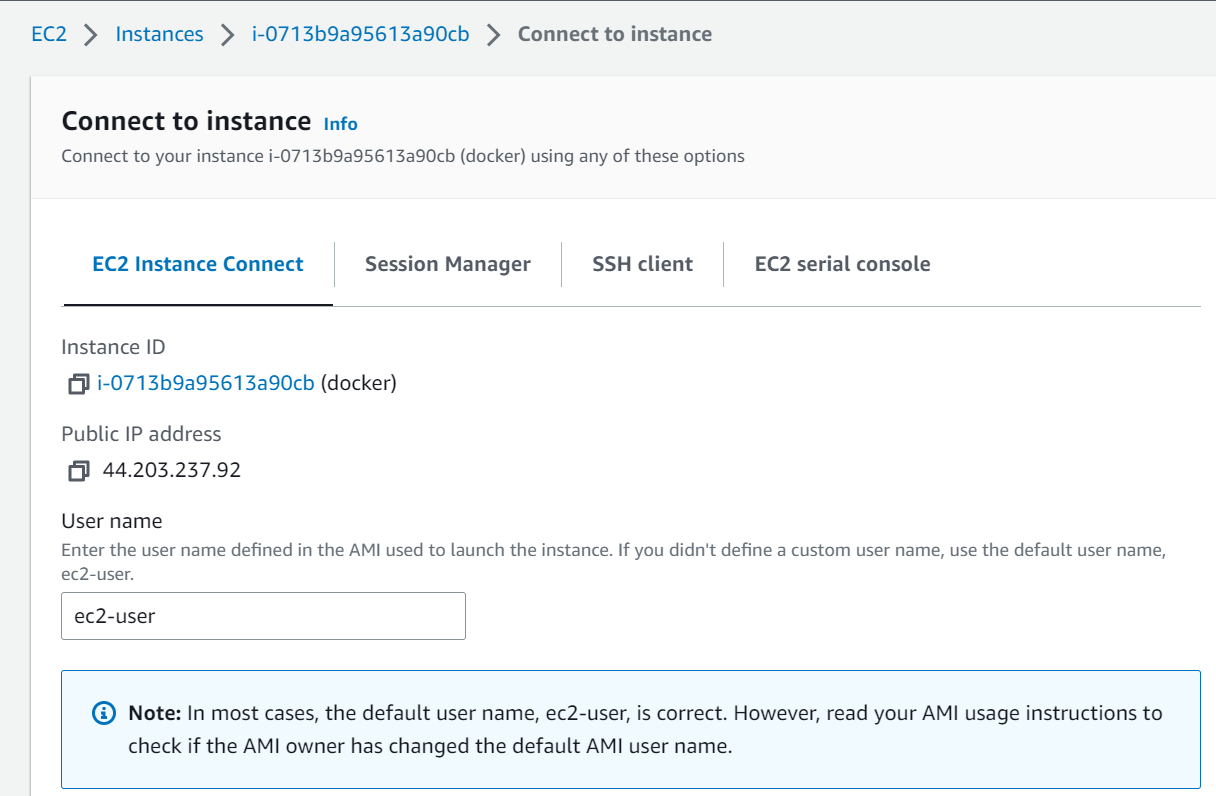 EC2 > Instances > i-0713b9a95613a90cb > Connect to instance
Connect to instance Info
Connect to your instance i-0713b9a95613a90cb (docker) using any of these options
EC2 Instance Connect Session Manager SSH client EC2 serial console
Instance ID
i-0713b9a95613a90cb (docker)
Public IP address
44.203.237.92
User name
Enter the user name defined in the AMI used to launch the instance. If you didn't define a custom user name, use the default user name,
ec2-user.
ec2-user
Note: In most cases, the default user name, ec2-user, is correct. However, read your AMI usage instructions to
check if the AMI owner has changed the default AMI user name.